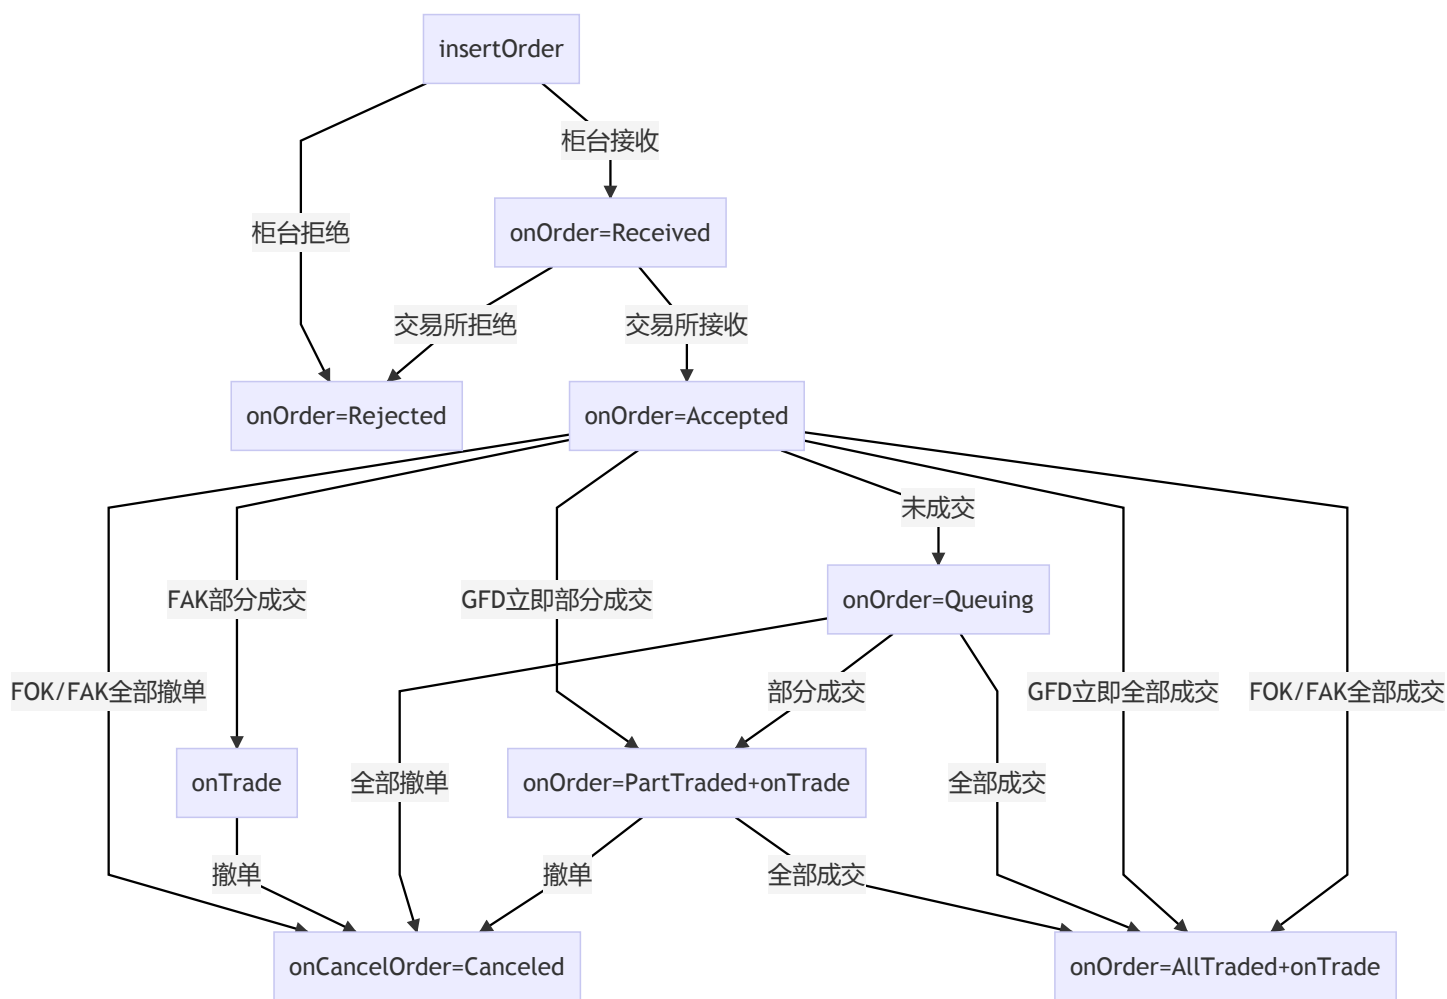 insertOrder
柜台接收
柜台拒绝
onOrder=Received
交易所拒绝
交易所接收
onOrder=Rejected
onOrder=Accepted
未成交
FAK部分成交
GFD立即部分成交
onOrder=Queuing
FOK/FAK全部撤单
部分成交
GFD立即全部成交
FOK/FAK全部成交
onTrade
全部撤单
onOrder=PartTraded+onTrade
全部成交
撤单
撤单
全部成交
onCancelOrder=Canceled
onOrder=AllTraded+onTrade